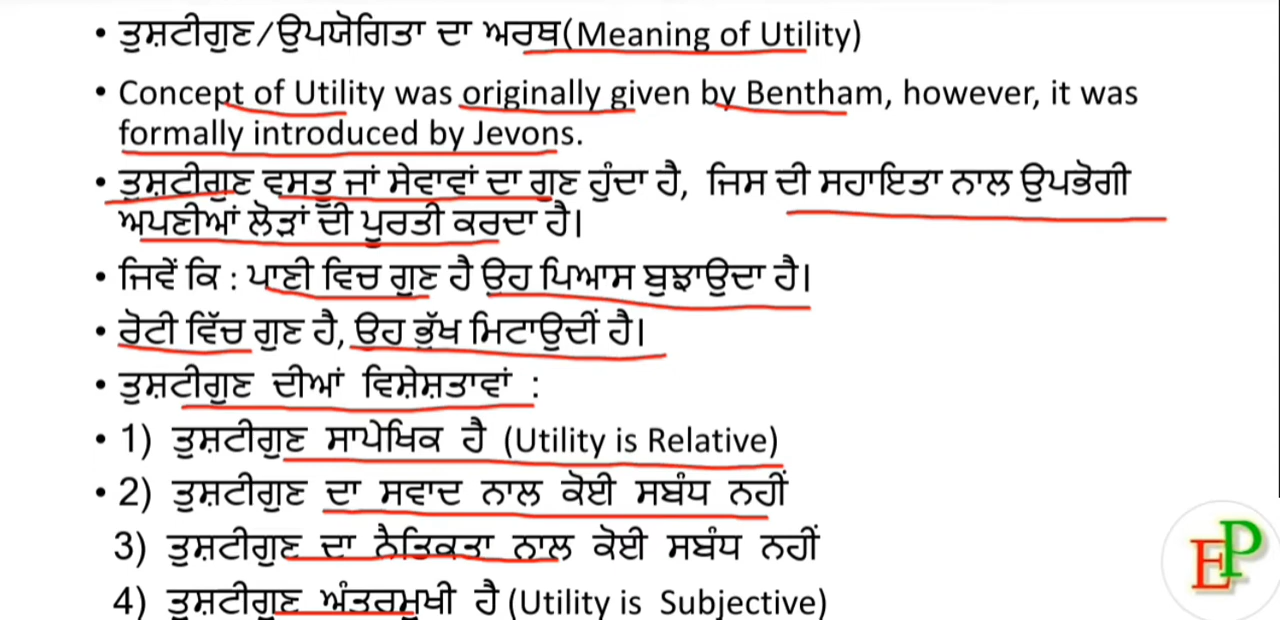 • ਤੁਸ਼ਟੀਗੁਣ/ਉਪਯੋਗਿਤਾ ਦਾ ਅਰਥ(Meaning of Utility)
• Concept of Utility was originally given by Bentham, however, it was
formally introduced by Jevons.
• ਤੁਸ਼ਟੀਗੁਣ ਵਸਤੂ ਜਾਂ ਸੇਵਾਵਾਂ ਦਾ ਗੁਣ ਹੁੰਦਾ ਹੈ, ਜਿਸ ਦੀ ਸਹਾਇਤਾ ਨਾਲ ਉਪਭੋਗੀ
ਅਪਣੀਆਂ ਲੋੜਾਂ ਦੀ ਪੂਰਤੀ ਕਰਦਾ ਹੈ।
• ਜਿਵੇਂ ਕਿ : ਪਾਣੀ ਵਿਚ ਗੁਣ ਹੈ ਉਹ ਪਿਆਸ ਬੁਝਾਉਦਾ ਹੈ।
• ਰੋਟੀ ਵਿੱਚ ਗੁਣ ਹੈ, ਉਹ ਭੁੱਖ ਮਿਟਾਉਦੀਂ ਹੈ।
• ਤੁਸ਼ਟੀਗੁਣ ਦੀਆਂ ਵਿਸ਼ੇਸ਼ਤਾਵਾਂ :
• 1) ਤੁਸ਼ਟੀਗੁਣ ਸਾਪੇਖਿਕ ਹੈ (Utility is Relative)
• 2) ਤੁਸ਼ਟੀਗੁਣ ਦਾ ਸਵਾਦ ਨਾਲ ਕੋਈ ਸਬੰਧ ਨਹੀਂ
3) ਤੁਸ਼ਟੀਗੁਣ ਦਾ ਨੈਤਿਕਤਾ ਨਾਲ ਕੋਈ ਸਬੰਧ ਨਹੀਂ
4) ਤੁਸ਼ਟੀਗੁਣ ਅੰਤਰਮੁਖੀ ਹੈ (Utility is Subjective)
EP